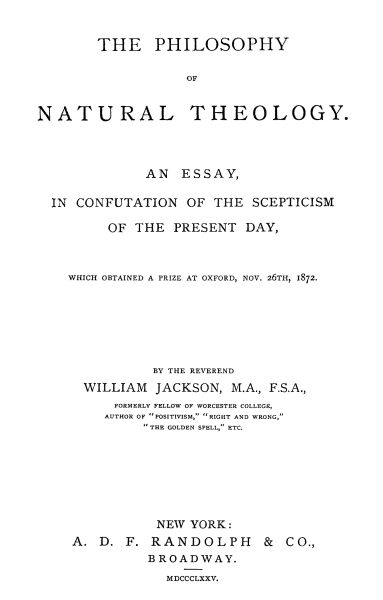 THE PHILOSOPHY
OF
NATURAL THEOLOGY.
AN ESSAY,
IN CONFUTATION OF THE SCEPTICISM
OF THE PRESENT DAY,
WHICH OBTAINED A PRIZE AT OXFORD, NOV. 26TH, 1872.
BY THE REVEREND
WILLIAM JACKSON, M.A., F.S.A.,
FORMERLY FELLOW OF WORCESTER COLLEGE,
AUTHOR OF "POSITIVISM," "RIGHT AND WRONG,"
"THE GOLDEN SPELL," ETC.
NEW YORK:
A. D. F. RANDOLPH & CO.,
BROADWAY.
MDCCCLXXV.